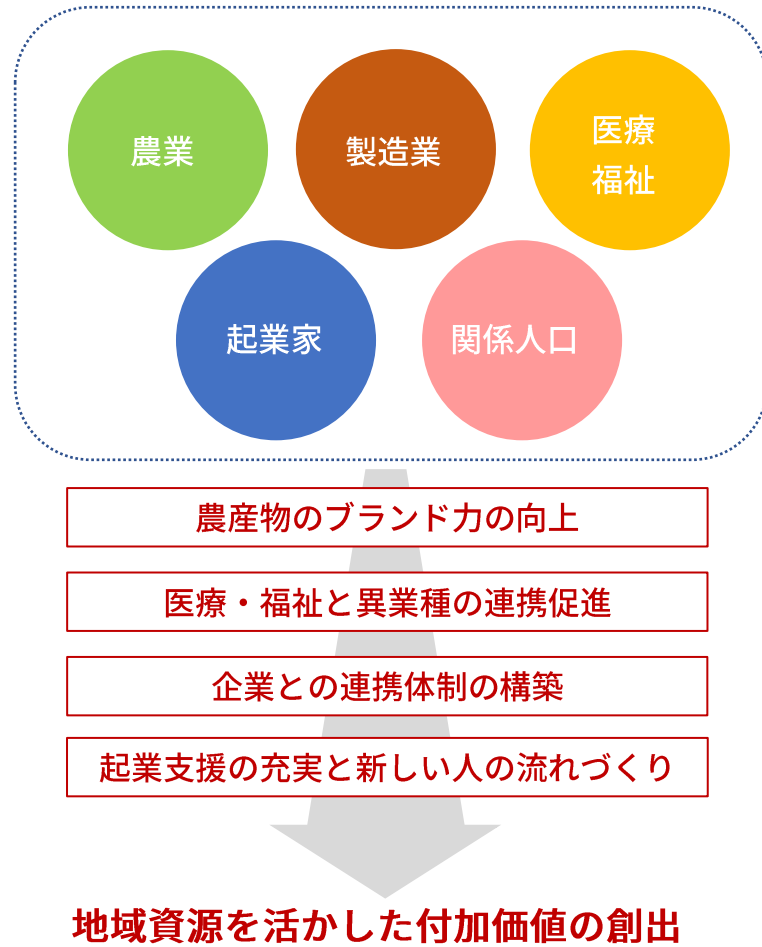 農業
製造業
医療
福祉
起業家
関係人口
農産物のブランド力の向上
医療・福祉と異業種の連携促進
企業との連携体制の構築
起業支援の充実と新しい人の流れづくり
地域資源を活かした付加価値の創出